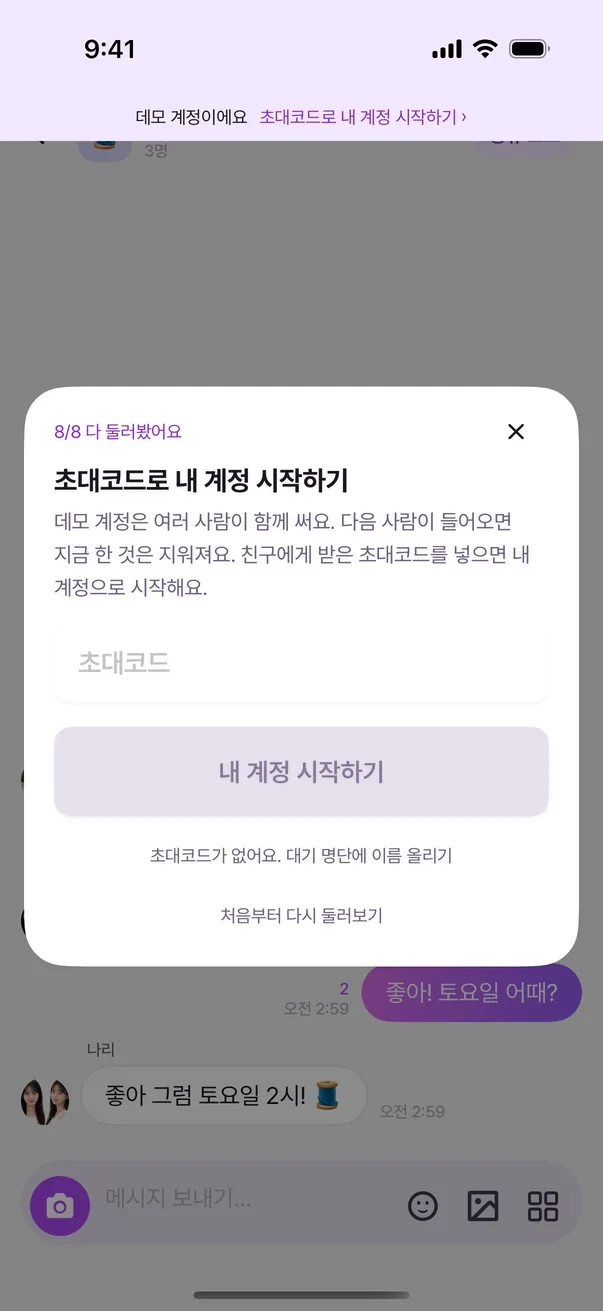 9:41
데모 계정이에요 초대코드로 내 계정 시작하기 ›
3명
8/8 다 둘러봤어요
초대코드로 내 계정 시작하기
데모 계정은 여러 사람이 함께 써요. 다음 사람이 들어오면
지금 한 것은 지워져요. 친구에게 받은 초대코드를 넣으면 내
계정으로 시작해요.
초대코드
내 계정 시작하기
초대코드가 없어요. 대기 명단에 이름 올리기
처음부터 다시 둘러보기
2
오전 2:59
좋아! 토요일 어때?
나리
좋아 그럼 토요일 2시!
오전 2:59
메시지 보내기...